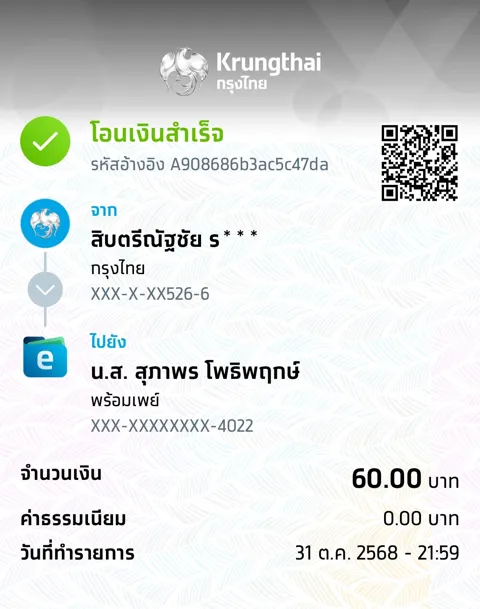 Krungthai
กรุงไทย
โอนเงินสำเร็จ
รหัสอ้างอิง A908686b3ac5c47da
จาก
สิบตรีณัฐชัย ร***
กรุงไทย
XXX-X-XX526-6
ไปยัง
e
น.ส. สุภาพร โพธิพฤกษ์
พร้อมเพย์
XXX-XXXXXXXX-4022
จำนวนเงิน 60.00 บาท
ค่าธรรมเนียม 0.00 บาท
วันที่ทำรายการ 31 ต.ค. 2568 - 21:59